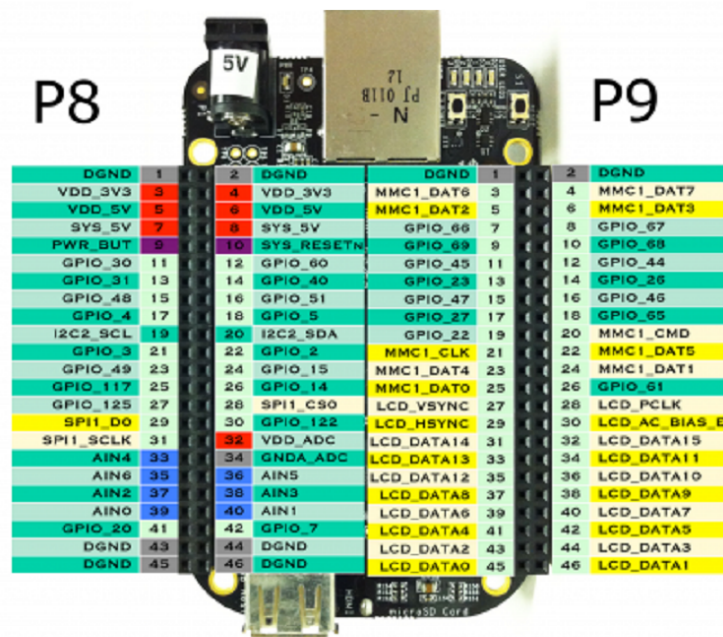 P8
P9
5V
N -
PJ 011B
12
S1
DGND 1 2 DGND DGND 1 2 DGND
VDD_3V3 3 4 VDD_3V3 MMC1_DAT6 3 4 MMC1_DAT7
VDD_5V 5 6 VDD_5V MMC1_DAT2 5 6 MMC1_DAT3
SYS_5V 7 8 SYS_5V GPIO_66 7 8 GPIO_67
PWR_BUT 9 10 SYS_RESETN GPIO_69 9 10 GPIO_68
GPIO_30 11 12 GPIO_60 GPIO_45 11 12 GPIO_44
GPIO_31 13 14 GPIO_40 GPIO_23 13 14 GPIO_26
GPIO_48 15 16 GPIO_51 GPIO_47 15 16 GPIO_46
GPIO_4 17 18 GPIO_5 GPIO_27 17 18 GPIO_65
I2C2_SCL 19 20 I2C2_SDA GPIO_22 19 20 MMC1_CMD
GPIO_3 21 22 GPIO_2 MMC1_CLK 21 22 MMC1_DAT5
GPIO_49 23 24 GPIO_15 MMC1_DAT4 23 24 MMC1_DAT1
GPIO_117 25 26 GPIO_14 MMC1_DAT0 25 26 GPIO_61
GPIO_125 27 28 SPI1_CS0 LCD_VSYNC 27 28 LCD_PCLK
SPI1_D0 29 30 GPIO_122 LCD_HSYNC 29 30 LCD_AC_BIAS_E
SPI1_SCLK 31 32 VDD_ADC LCD_DATA14 31 32 LCD_DATA15
AIN4 33 34 GNDA_ADC LCD_DATA13 33 34 LCD_DATA11
AIN6 35 36 AIN5 LCD_DATA12 35 36 LCD_DATA10
AIN2 37 38 AIN3 LCD_DATA8 37 38 LCD_DATA9
AIN0 39 40 AIN1 LCD_DATA6 39 40 LCD_DATA7
GPIO_20 41 42 GPIO_7 LCD_DATA4 41 42 LCD_DATA5
DGND 43 44 DGND LCD_DATA2 43 44 LCD_DATA3
DGND 45 46 DGND LCD_DATA0 45 46 LCD_DATA1
HDMI
microSD Card